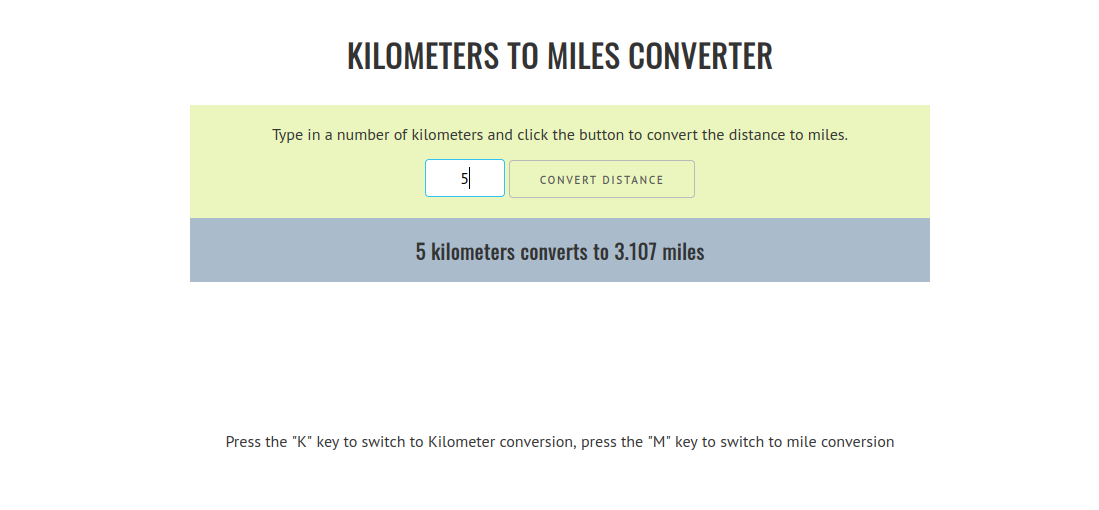 KILOMETERS TO MILES CONVERTER
Type in a number of kilometers and click the button to convert the distance to miles.
5
CONVERT DISTANCE
5 kilometers converts to 3.107 miles
Press the "K" key to switch to Kilometer conversion, press the "M" key to switch to mile conversion